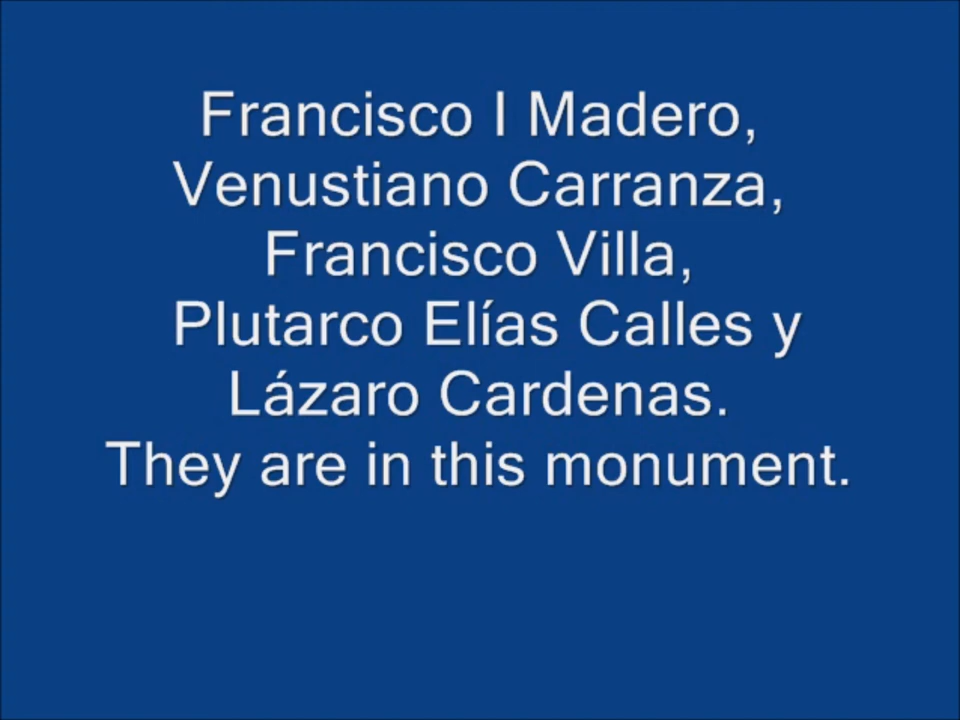 Francisco I Madero,
Venustiano Carranza,
Francisco Villa,
Plutarco Elías Calles y
Lázaro Cardenas.
They are in this monument.